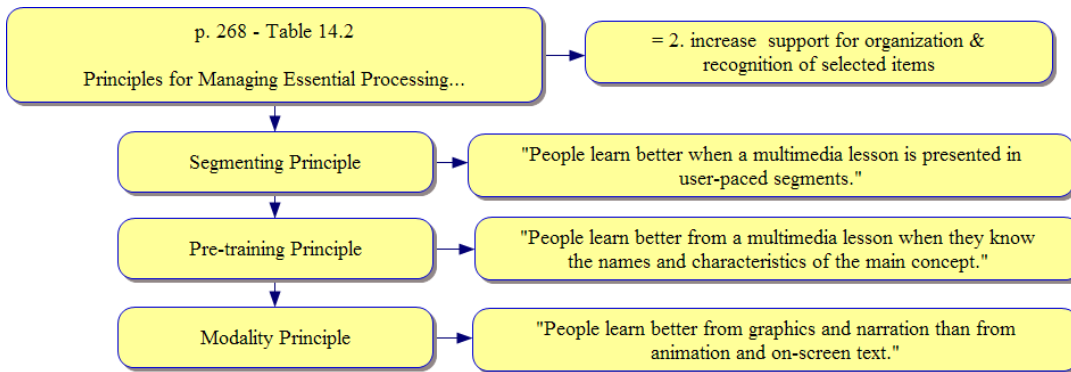 p. 268 - Table 14.2
Principles for Managing Essential Processing...
= 2. increase support for organization &
recognition of selected items
Segmenting Principle
"People learn better when a multimedia lesson is presented in
user-paced segments."
Pre-training Principle
"People learn better from a multimedia lesson when they know
the names and characteristics of the main concept."
Modality Principle
"People learn better from graphics and narration than from
animation and on-screen text."